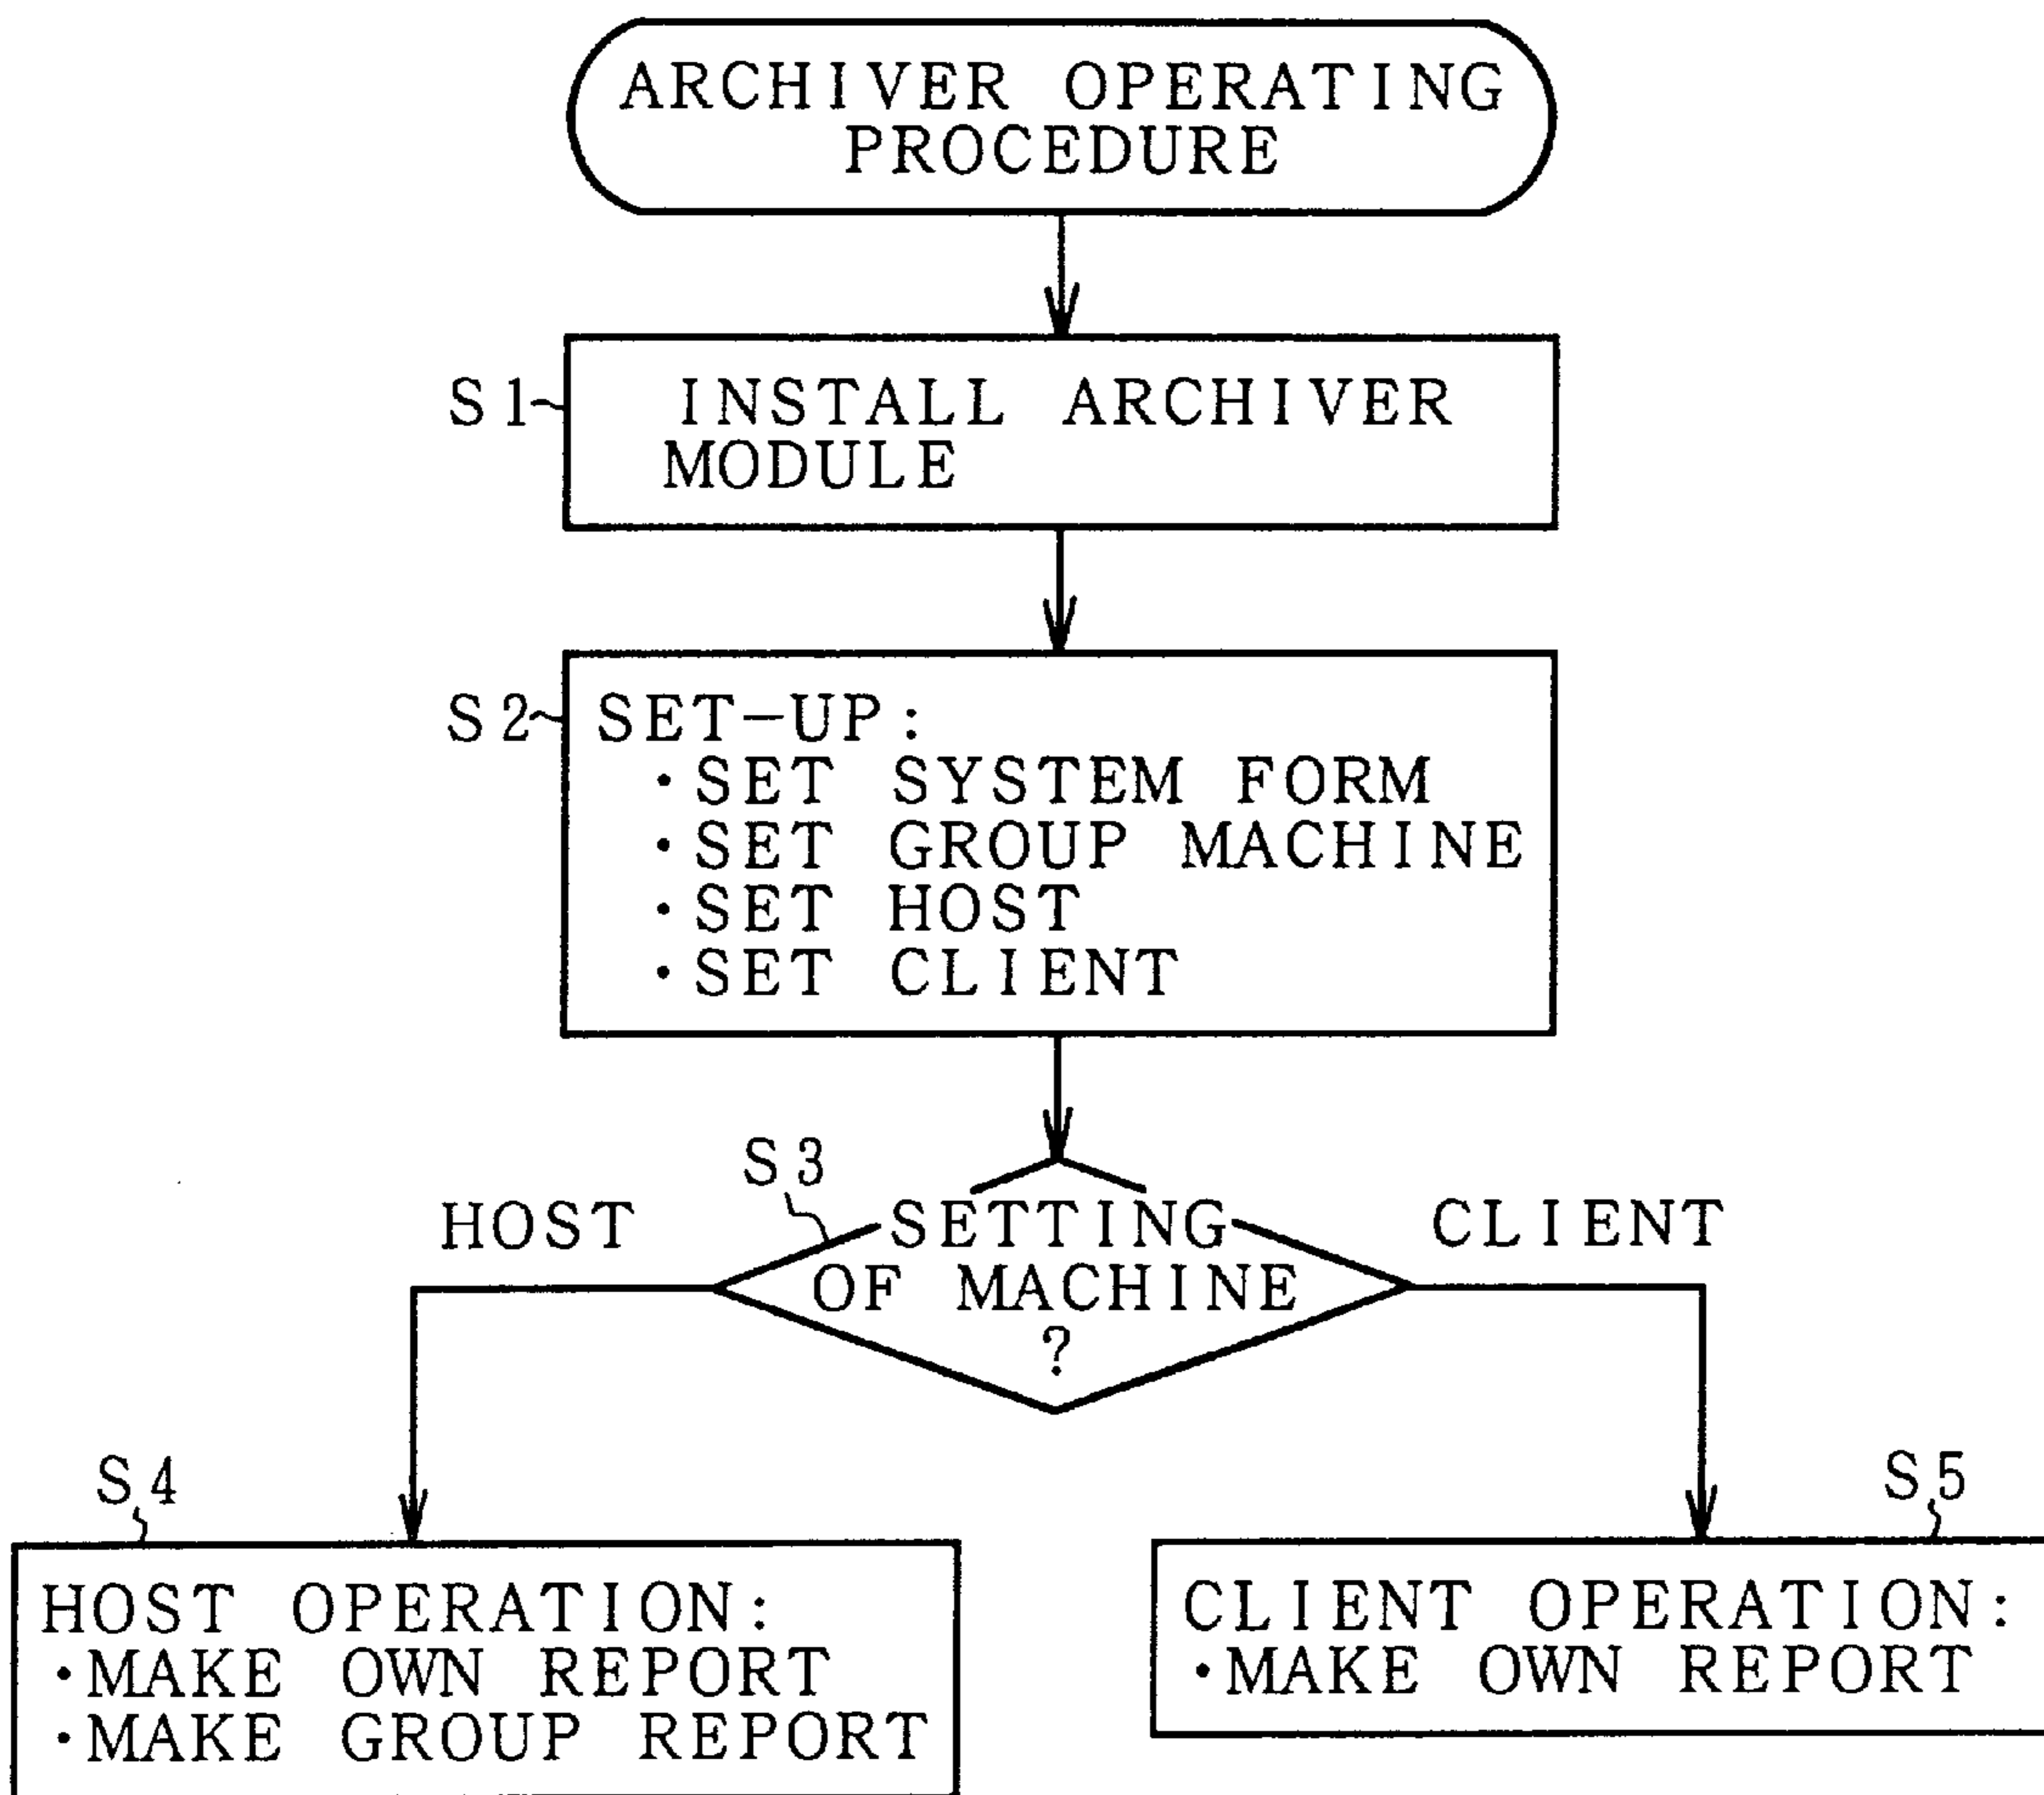 ARCHIVER OPERATING
PROCEDURE
S1
INSTALL ARCHIVER
MODULE
S2
SET-UP:
・SET SYSTEM FORM
・SET GROUP MACHINE
・SET HOST
・SET CLIENT
S3
HOST
SETTING
OF MACHINE
?
CLIENT
S4
HOST OPERATION:
・MAKE OWN REPORT
・MAKE GROUP REPORT
S5
CLIENT OPERATION:
・MAKE OWN REPORT